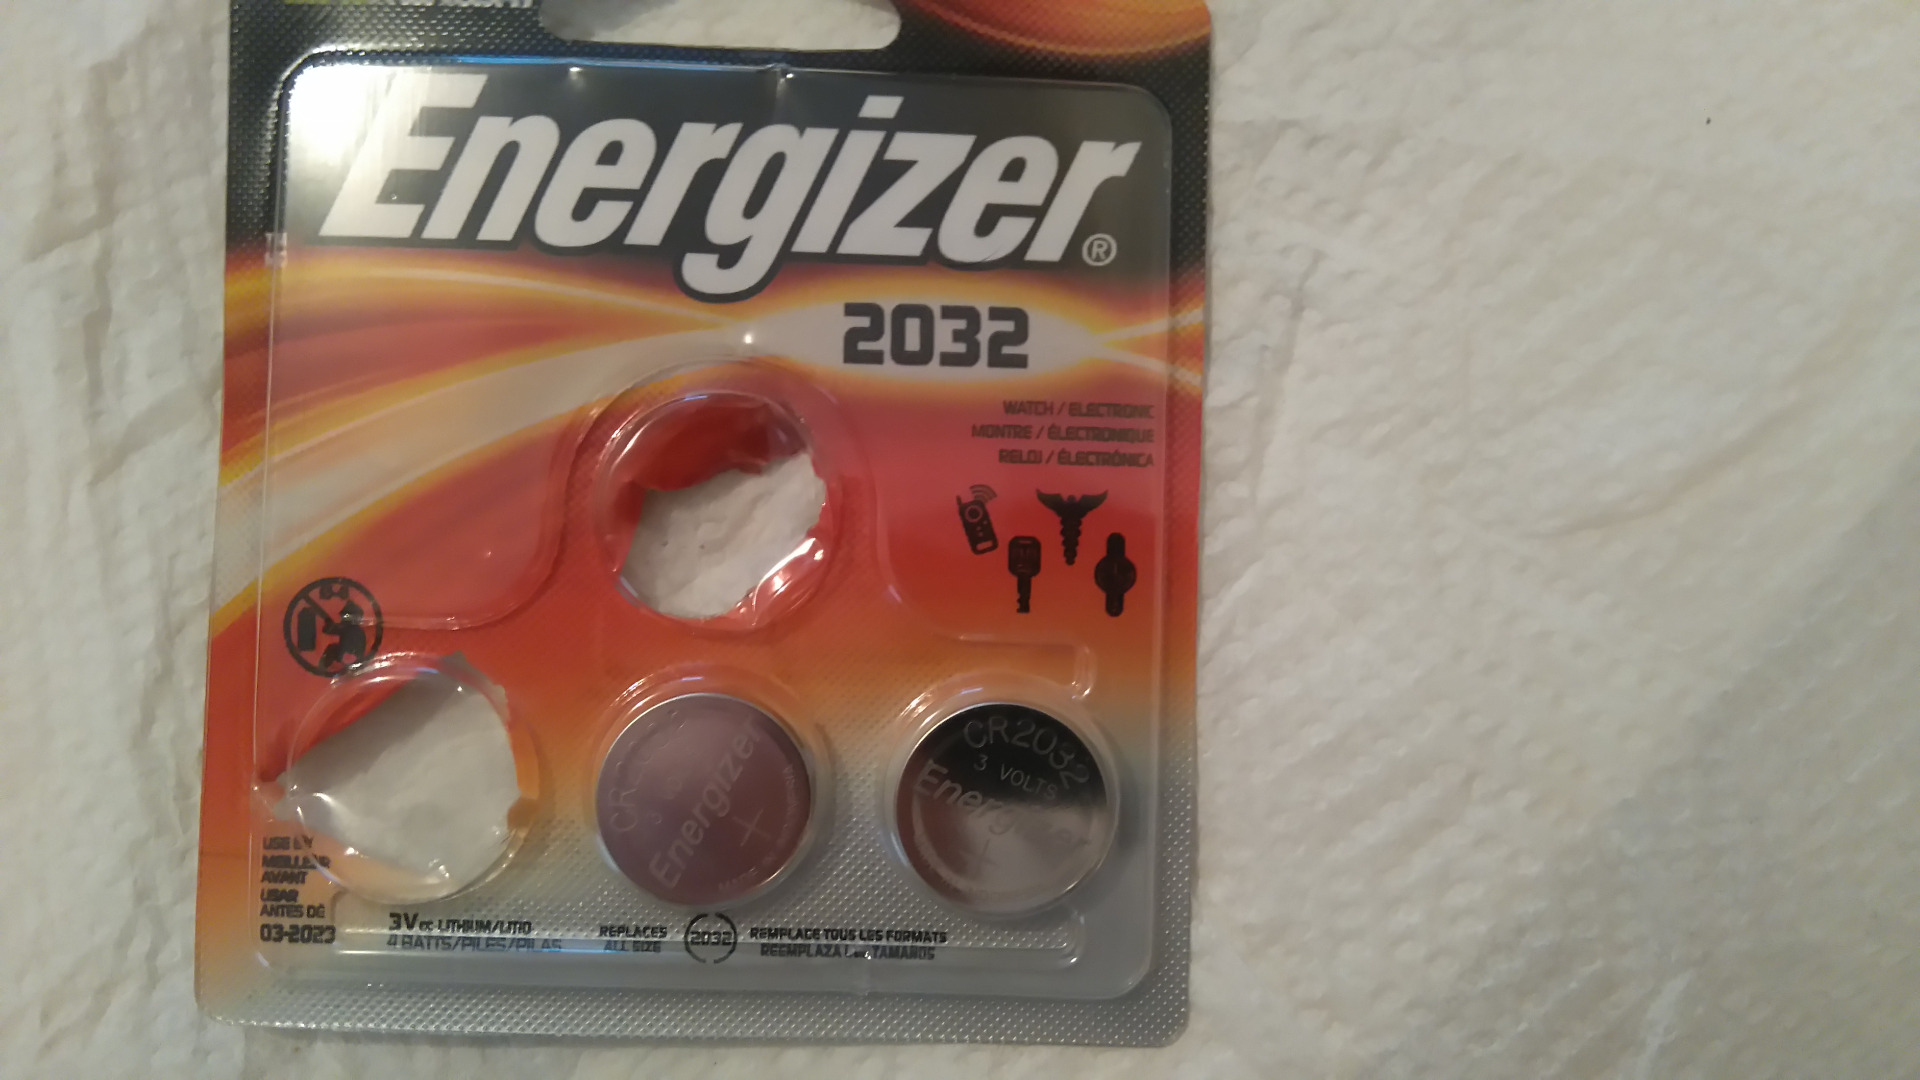 Energizer®
2032
WATCH / ELECTRONIC
MONTRE / ÉLECTRONIQUE
RELOJ / ÉLECTRÓNICA
CR2032
3 VOLTS
Energizer
Energizer
USE BY
MEILLEUR
AVANT
USAR
ANTES DE
03-2023
3V LITHIUM/LITIO
4 BATTS/PILES/PILAS
REPLACES
ALL SIZE
2032
REMPLACE TOUS LES FORMATS
REEMPLAZA TAMAÑOS